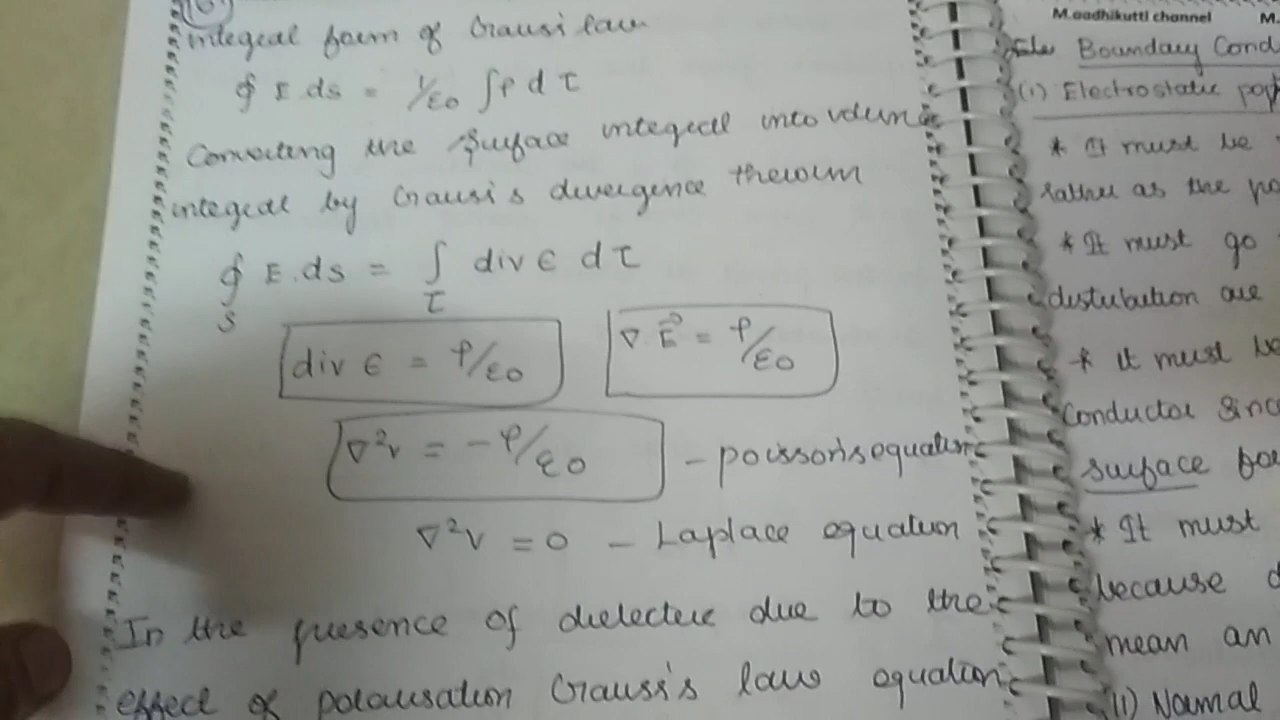 integral form of Gauss law
∮ E.ds = 1/ε0 ∫ρ dτ
Converting the surface integral into volume
integral by Gauss's divergence theorem
∮ E.ds = ∫ div E dτ
S τ
div E = ρ/ε0
∇.E⃗ = ρ/ε0
∇²v = -ρ/ε0 - poisson's equation
∇²v = 0 - Laplace equation
In the presence of dielectric due to the
effect of polarisation Gauss's law equation
M.aadhikutti channel M.
Boundary Cond
(i) Electrostatic
* It must be
rather as the
* It must go
distribution are
* it must be
Conductor Sinc
surface for
* It must
because
mean an
(ii) Normal